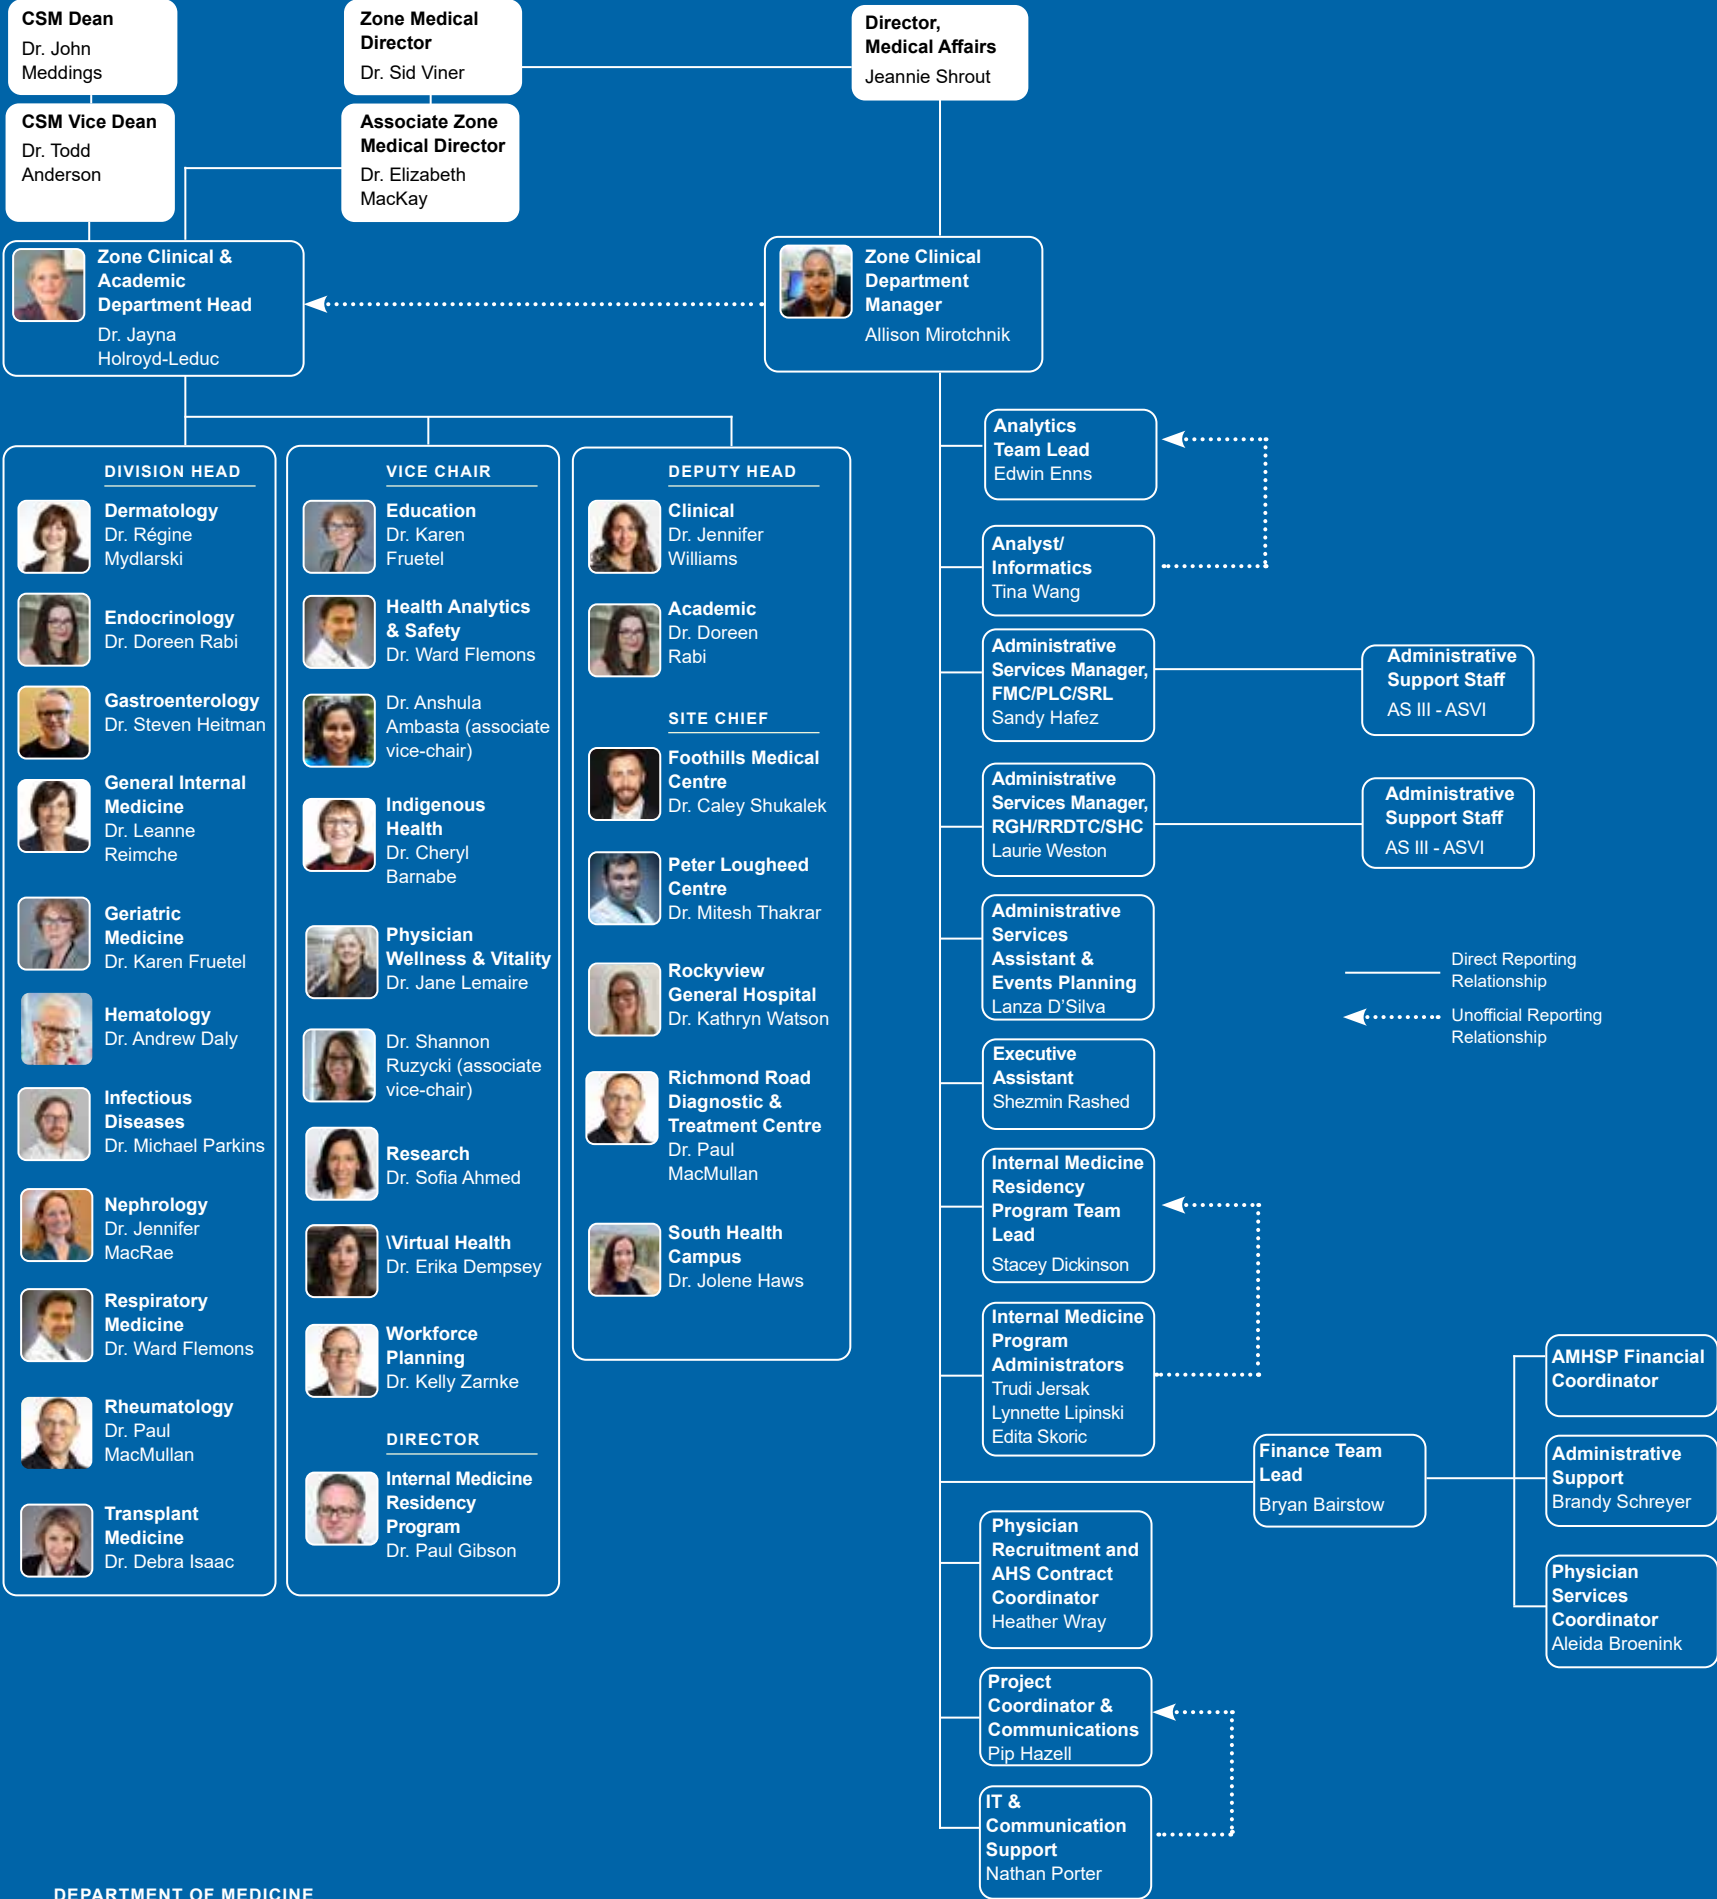 CSM Dean
Dr. John
Meddings
Zone Medical
Director
Dr. Sid Viner
Director,
Medical Affairs
Jeannie Shrout
CSM Vice Dean
Dr. Todd
Anderson
Associate Zone
Medical Director
Dr. Elizabeth
MacKay
Zone Clinical &
Academic
Department Head
Dr. Jayna
Holroyd-Leduc
Zone Clinical
Department
Manager
Allison Mirotchnik
DIVISION HEAD
Dermatology
Dr. Régine
Mydlarski
Endocrinology
Dr. Doreen Rabi
Gastroenterology
Dr. Steven Heitman
General Internal
Medicine
Dr. Leanne
Reimche
Geriatric
Medicine
Dr. Karen Fruetel
Hematology
Dr. Andrew Daly
Infectious
Diseases
Dr. Michael Parkins
Nephrology
Dr. Jennifer
MacRae
Respiratory
Medicine
Dr. Ward Flemons
Rheumatology
Dr. Paul
MacMullan
Transplant
Medicine
Dr. Debra Isaac
VICE CHAIR
Education
Dr. Karen
Fruetel
Health Analytics
& Safety
Dr. Ward Flemons
Dr. Anshula
Ambasta (associate
vice-chair)
Indigenous
Health
Dr. Cheryl
Barnabe
Physician
Wellness & Vitality
Dr. Jane Lemaire
Dr. Shannon
Ruzycki (associate
vice-chair)
Research
Dr. Sofia Ahmed
\Virtual Health
Dr. Erika Dempsey
Workforce
Planning
Dr. Kelly Zarnke
DIRECTOR
Internal Medicine
Residency
Program
Dr. Paul Gibson
DEPUTY HEAD
Clinical
Dr. Jennifer
Williams
Academic
Dr. Doreen
Rabi
SITE CHIEF
Foothills Medical
Centre
Dr. Caley Shukalek
Peter Lougheed
Centre
Dr. Mitesh Thakrar
Rockyview
General Hospital
Dr. Kathryn Watson
Richmond Road
Diagnostic &
Treatment Centre
Dr. Paul
MacMullan
South Health
Campus
Dr. Jolene Haws
Analytics
Team Lead
Edwin Enns
Analyst/
Informatics
Tina Wang
Administrative
Services Manager,
FMC/PLC/SRL
Sandy Hafez
Administrative
Support Staff
AS III - ASVI
Administrative
Services Manager,
RGH/RRDTC/SHC
Laurie Weston
Administrative
Support Staff
AS III - ASVI
Administrative
Services
Assistant &
Events Planning
Lanza D'Silva
Direct Reporting
Relationship
Unofficial Reporting
Relationship
Executive
Assistant
Shezmin Rashed
Internal Medicine
Residency
Program Team
Lead
Stacey Dickinson
Internal Medicine
Program
Administrators
Trudi Jersak
Lynnette Lipinski
Edita Skoric
Finance Team
Lead
Bryan Bairstow
AMHSP Financial
Coordinator
Administrative
Support
Brandy Schreyer
Physician
Services
Coordinator
Aleida Broenink
Physician
Recruitment and
AHS Contract
Coordinator
Heather Wray
Project
Coordinator &
Communications
Pip Hazell
IT &
Communication
Support
Nathan Porter
DEPARTMENT OF MEDICINE